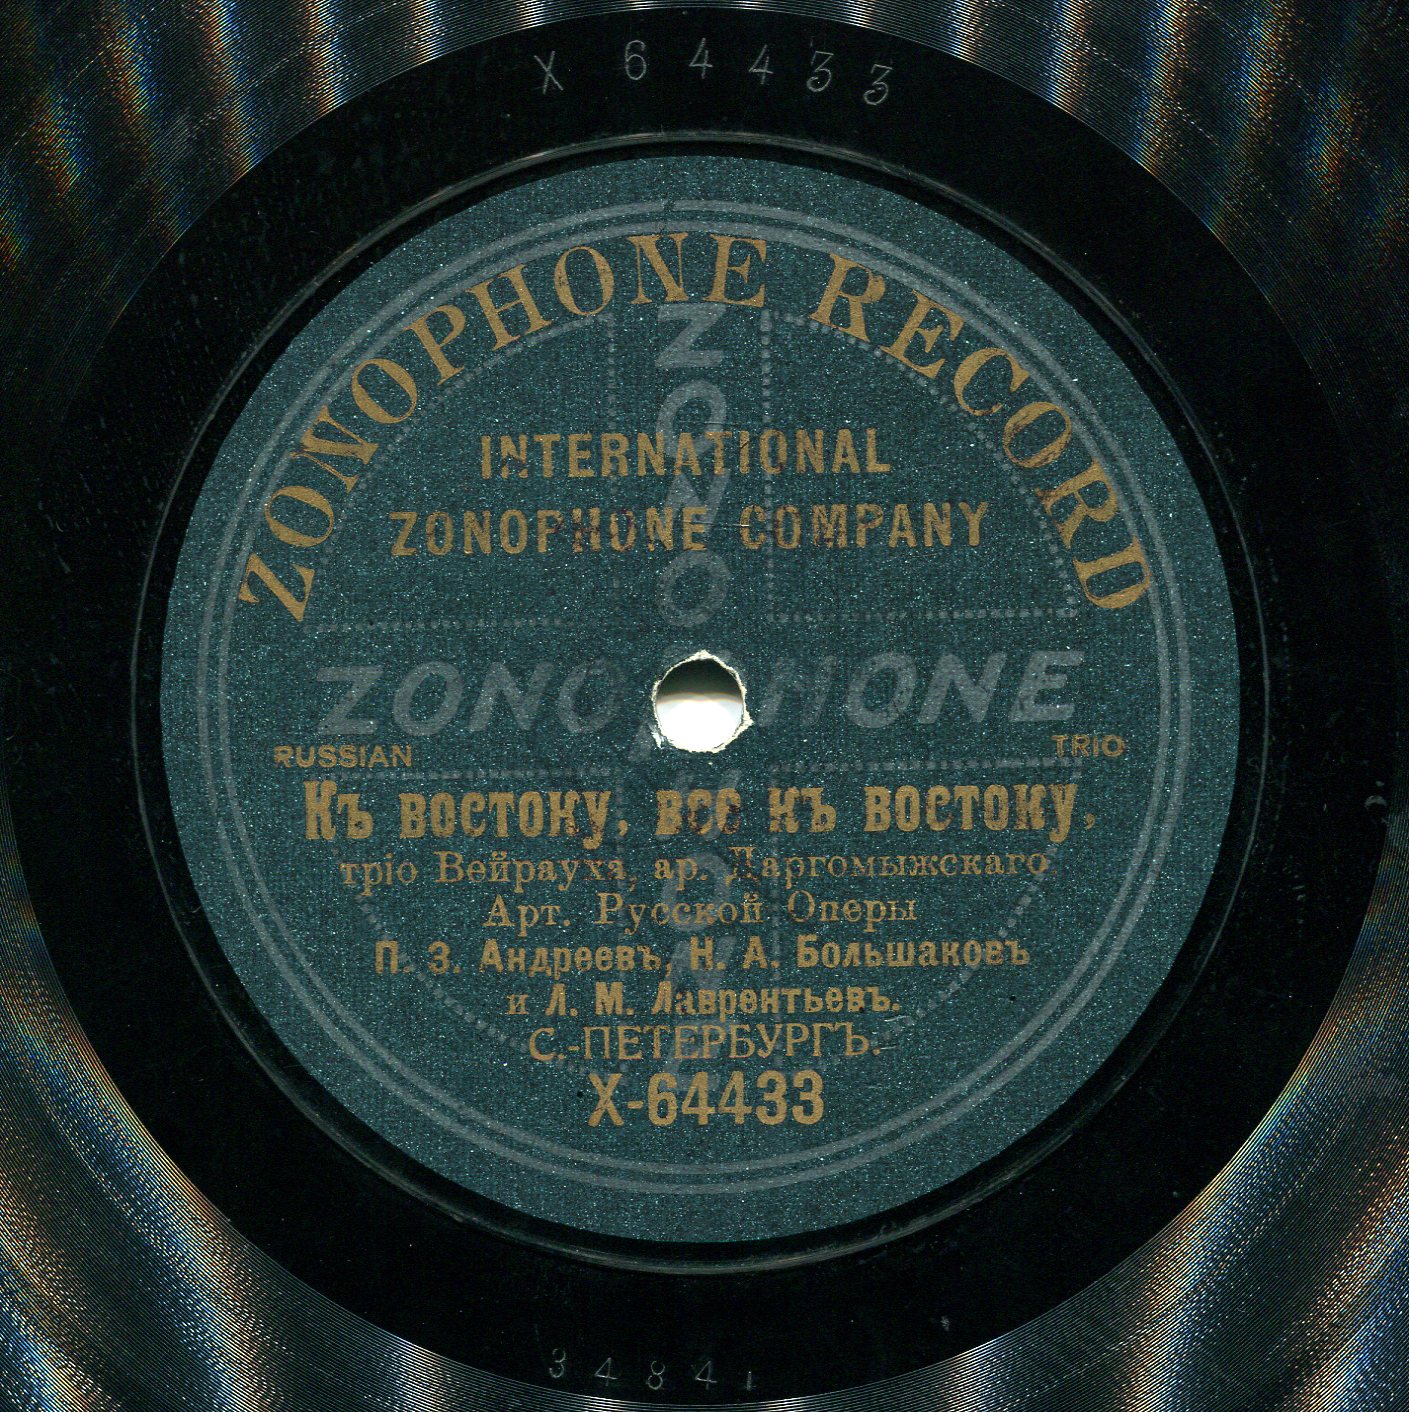 X 64433
ZONOPHONE RECORD
INTERNATIONAL
ZONOPHONE COMPANY
ZONOPHONE
ZONOPHONE
RUSSIAN
TRIO
Къ востоку, все къ востоку,
тріо Вейрауха, ар. Даргомыжскаго.
Арт. Русской Оперы
П. З. Андреевъ, Н. А. Большаковъ
и Л. М. Лаврентьевъ.
С.-ПЕТЕРБУРГЪ.
X-64433
3484 ı